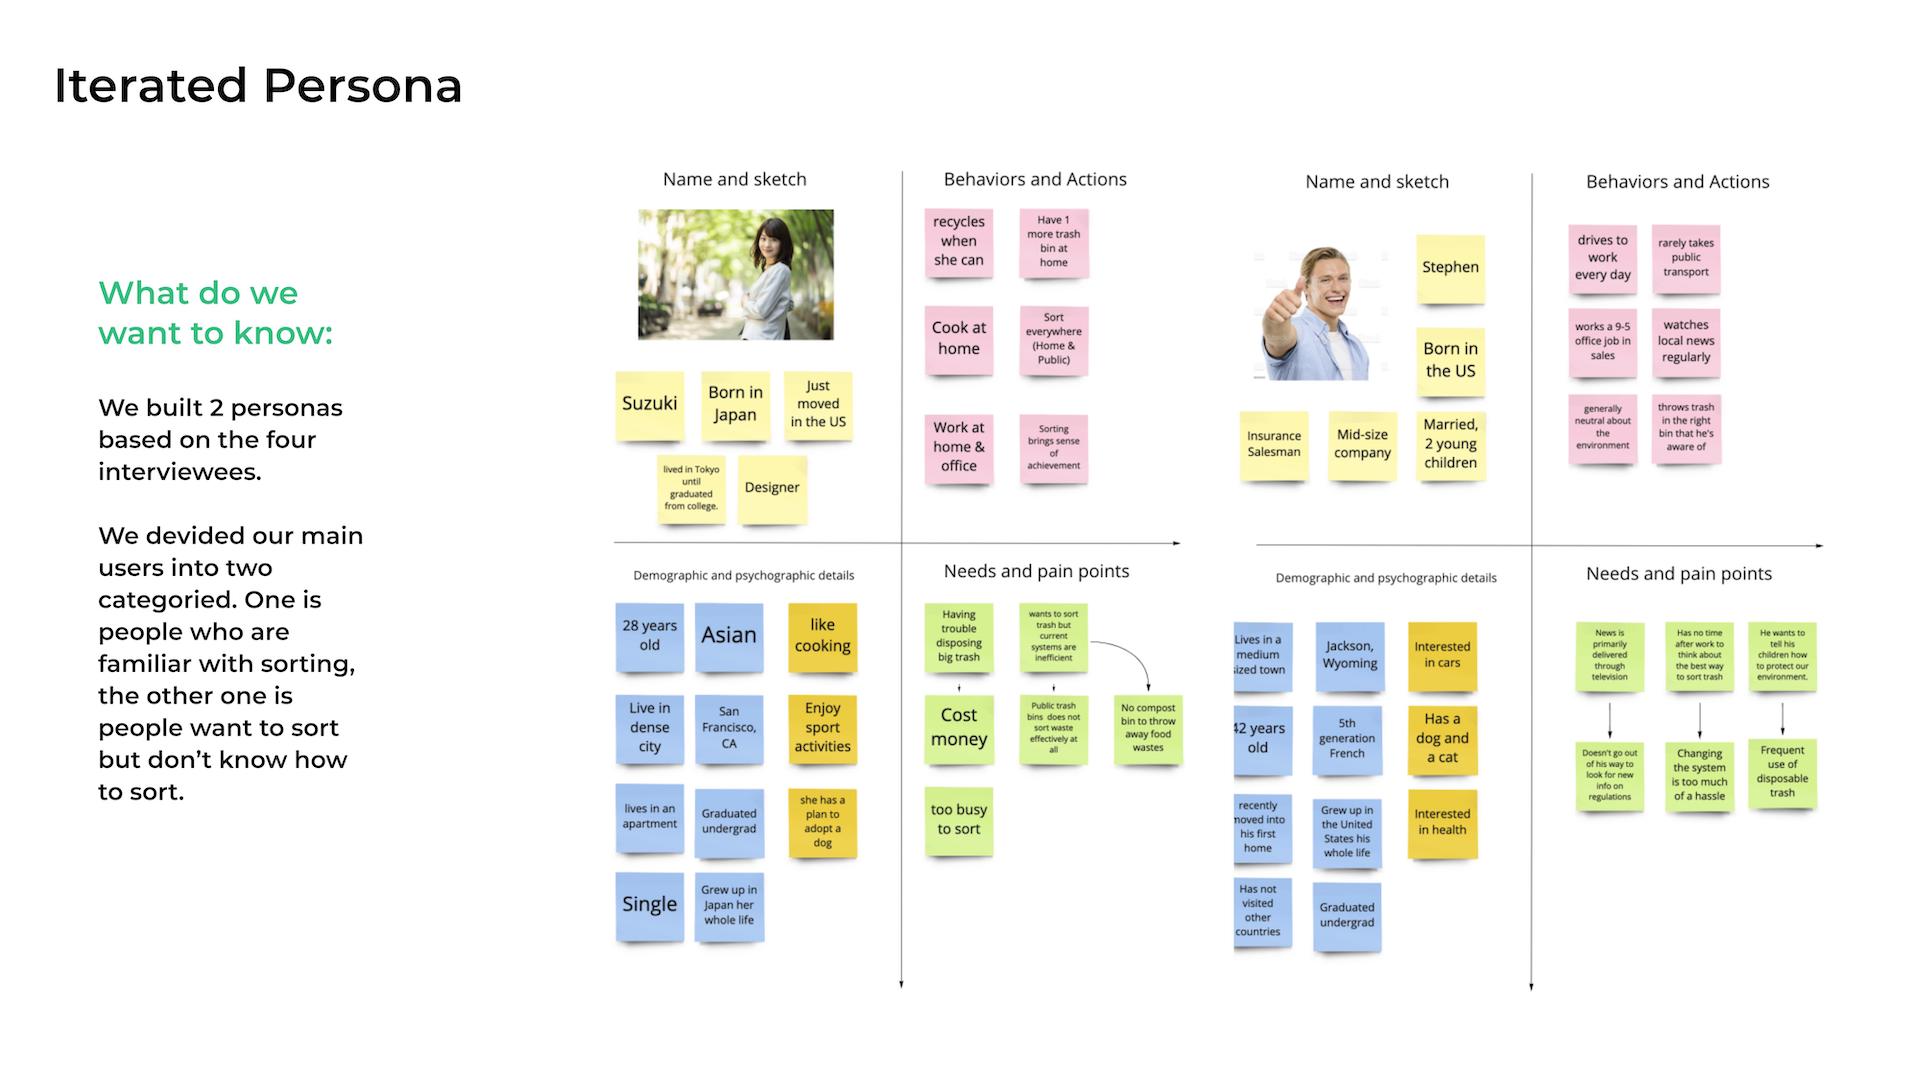 Iterated Persona
What do we
want to know:
We built 2 personas
based on the four
interviewees.
We devided our main
users into two
categoried. One is
people who are
familiar with sorting,
the other one is
people want to sort
but don’t know how
to sort.
Name and sketch
Suzuki
Born in
Japan
Just
moved
in the US
lived in Tokyo
until
graduated
from college.
Designer
Behaviors and Actions
recycles
when
she can
Have 1
more trash
bin at
home
Cook at
home
Sort
everywhere
(Home &
Public)
Work at
home &
office
Sorting
brings sense
of
achievement
Demographic and psychographic details
28 years
old
Asian
like
cooking
Live in
dense
city
San
Francisco,
CA
Enjoy
sport
activities
lives in an
apartment
Graduated
undergrad
she has a
plan to
adopt a
dog
Single
Grew up in
Japan her
whole life
Needs and pain points
Having
trouble
disposing
big trash
wants to sort
trash but
current
systems are
inefficient
Cost
money
Public trash
bins does not
sort waste
effectively at
all
No compost
bin to throw
away food
wastes
too busy
to sort
Name and sketch
Stephen
Born in
the US
Insurance
Salesman
Mid-size
company
Married,
2 young
children
Behaviors and Actions
drives to
work
every day
rarely takes
public
transport
works a 9-5
office job in
sales
watches
local news
regularly
generally
neutral about
the
environment
throws trash
in the right
bin that he's
aware of
Demographic and psychographic details
Lives in a
medium
sized town
Jackson,
Wyoming
Interested
in cars
42 years
old
5th
generation
French
Has a
dog and
a cat
recently
moved into
his first
home
Grew up in
the United
States his
whole life
Interested
in health
Has not
visited
other
countries
Graduated
undergrad
Needs and pain points
News is
primarily
delivered
through
television
Has no time
after work to
think about
the best way
to sort trash
He wants to
tell his
children how
to protect our
environment.
Doesn't go out
of his way to
look for new
info on
regulations
Changing
the system
is too much
of a hassle
Frequent
use of
disposable
trash